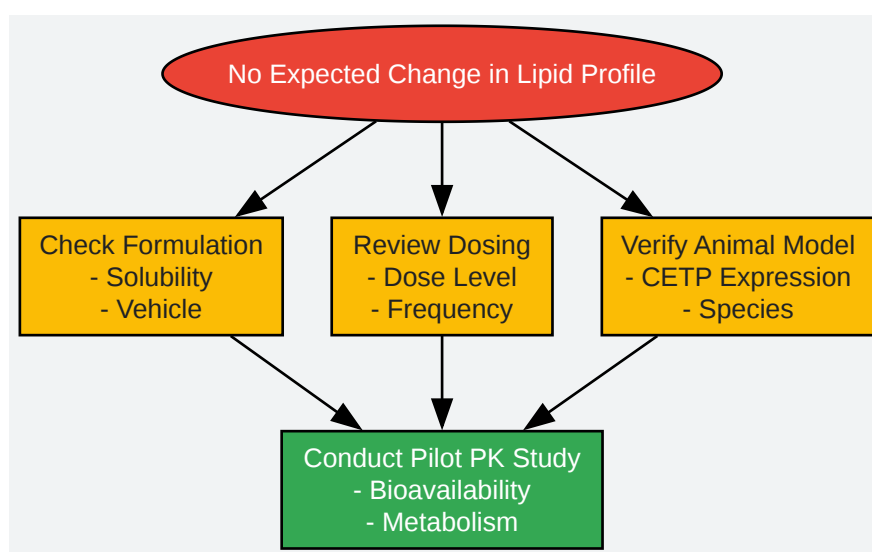 No Expected Change in Lipid Profile
Check Formulation
- Solubility
- Vehicle
Review Dosing
- Dose Level
- Frequency
Verify Animal Model
- CETP Expression
- Species
Conduct Pilot PK Study
- Bioavailability
- Metabolism